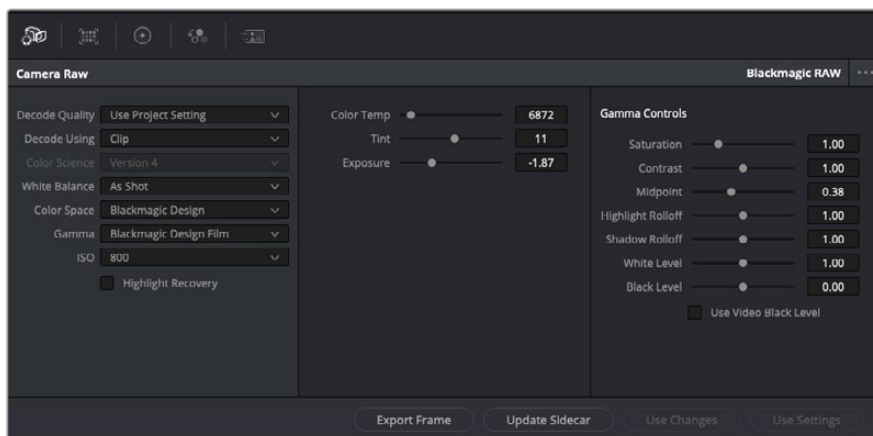 Camera Raw
Blackmagic RAW
Decode Quality Use Project Setting
Decode Using Clip
Color Science Version 4
White Balance As Shot
Color Space Blackmagic Design
Gamma Blackmagic Design Film
ISO 800
Highlight Recovery
Color Temp 6872
Tint 11
Exposure -1.87
Gamma Controls
Saturation 1.00
Contrast 1.00
Midpoint 0.38
Highlight Rolloff 1.00
Shadow Rolloff 1.00
White Level 1.00
Black Level 0.00
Use Video Black Level
Export Frame
Update Sidecar
Use Changes
Use Settings